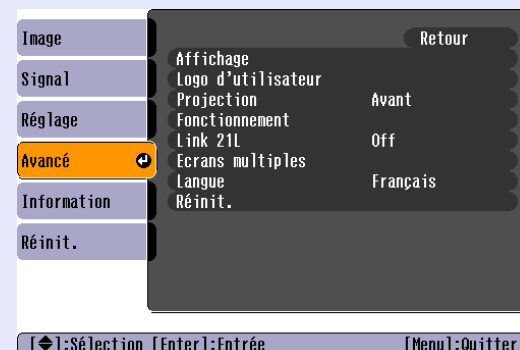 Image
Signal
Réglage
Avancé
Information
Réinit.
Retour
Affichage
Logo d'utilisateur
Projection Avant
Fonctionnement
Link 21L Off
Ecrans multiples
Langue Français
Réinit.
[◆]:Sélection [Enter]:Entrée [Menu]:Quitter